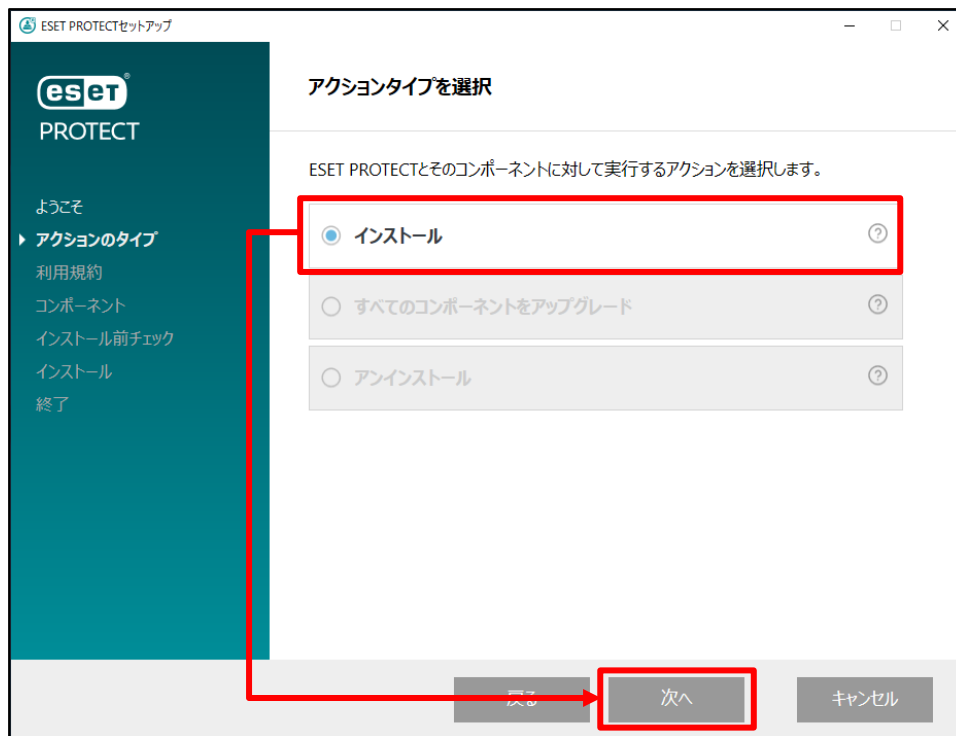 ESET PROTECTセットアップ
eseT®
PROTECT
ようこそ
アクションのタイプ
利用規約
コンポーネント
インストール前チェック
インストール
終了
アクションタイプを選択
ESET PROTECTとそのコンポーネントに対して実行するアクションを選択します。
インストール
すべてのコンポーネントをアップグレード
アンインストール
戻る
次へ
キャンセル